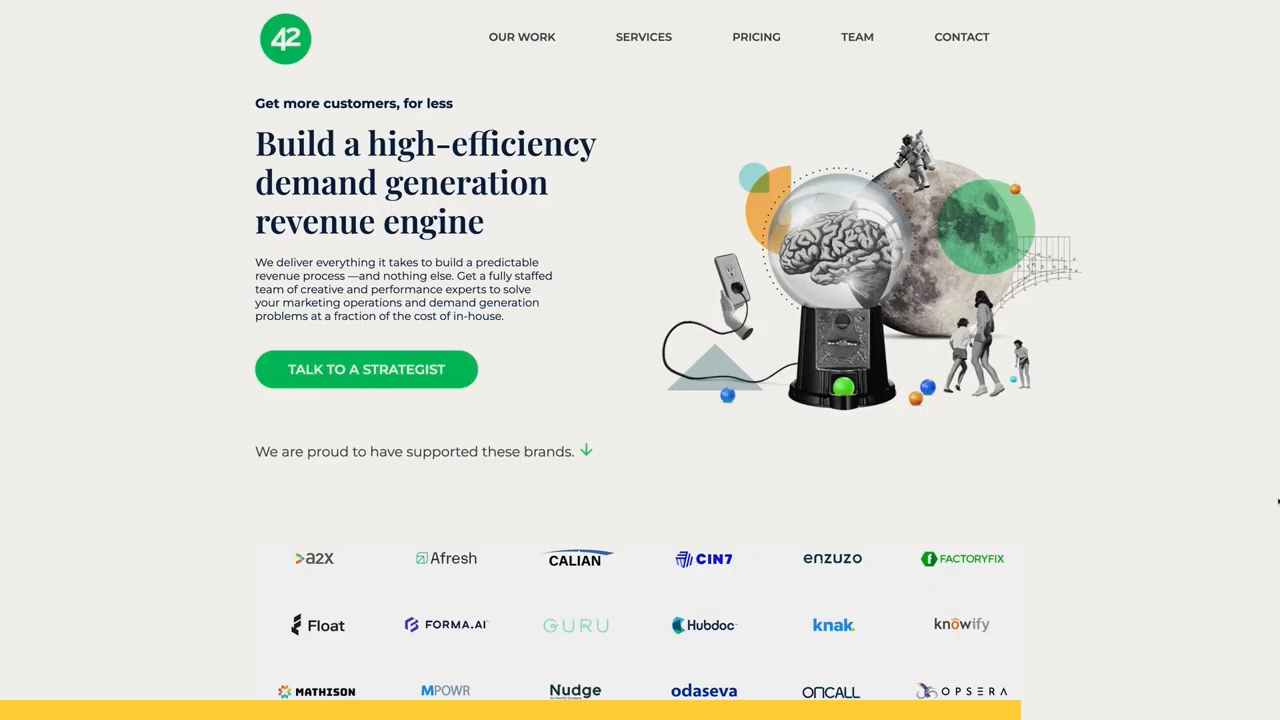 42
OUR WORK SERVICES PRICING TEAM CONTACT
Get more customers, for less
Build a high-efficiency
demand generation
revenue engine
We deliver everything it takes to build a predictable
revenue process —and nothing else. Get a fully staffed
team of creative and performance experts to solve
your marketing operations and demand generation
problems at a fraction of the cost of in-house.
TALK TO A STRATEGIST
We are proud to have supported these brands.
a2x Afresh CALIAN CIN7 enzuzo FACTORYFIX
Float FORMA.AI GURU Hubdoc knak. knowify
MATHISON MPOWR Nudge odaseva ONCALL OPSERA